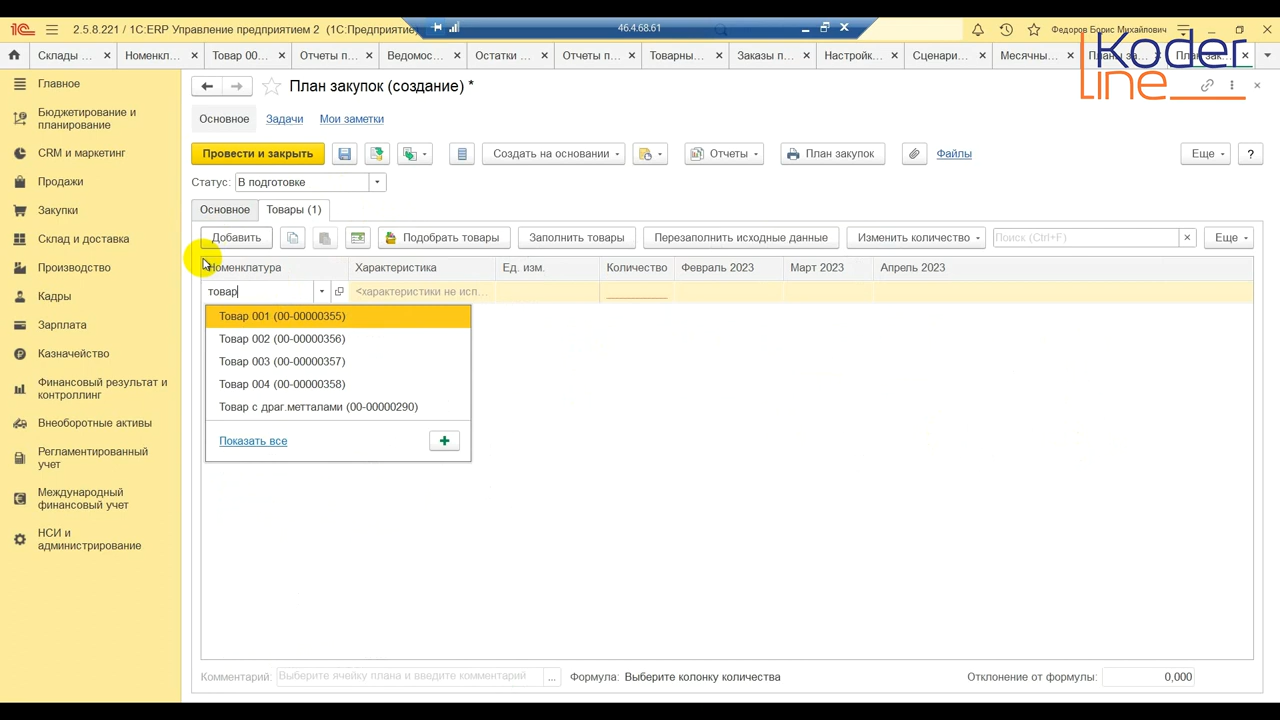 2.5.8.221 / 1C:ERP Управление предприятием 2 (1С:Предприятие)
46.4.68.61
Федоров Борис Михайлович
Koder
line
Склады ...
Номенкл...
Товар 00...
Отчеты п...
Ведомос...
Остатки ...
Отчеты п...
Товарны...
Заказы п...
Настройк...
Сценари...
Месячны...
Планы за...
План зак...
Главное
Бюджетирование и
планирование
CRM и маркетинг
Продажи
Закупки
Склад и доставка
Производство
Кадры
Зарплата
Казначейство
Финансовый результат и
контроллинг
Внеоборотные активы
Регламентированный
учет
Международный
финансовый учет
НСИ и
администрирование
План закупок (создание) *
Основное Задачи Мои заметки
Провести и закрыть Создать на основании Отчеты План закупок Файлы Еще ?
Статус: В подготовке
Основное Товары (1)
Добавить Подобрать товары Заполнить товары Перезаполнить исходные данные Изменить количество Поиск (Ctrl+F) × Еще
Номенклатура Характеристика Ед. изм. Количество Февраль 2023 Март 2023 Апрель 2023
товар <характеристики не исп...
Товар 001 (00-00000355)
Товар 002 (00-00000356)
Товар 003 (00-00000357)
Товар 004 (00-00000358)
Товар с драг.метталами (00-00000290)
Показать все
Комментарий: Выберите ячейку плана и введите комментарий ... Формула: Выберите колонку количества Отклонение от формулы: 0,000